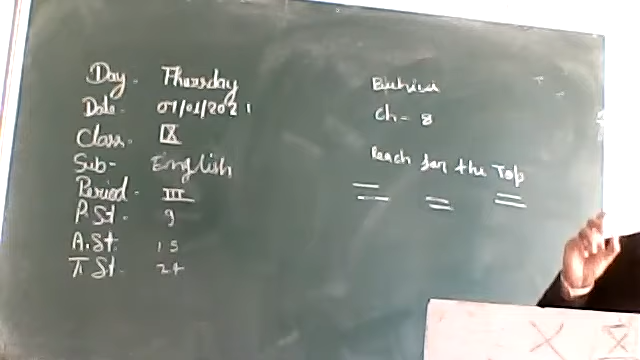 Day - Thursday
Date - 07/01/2021
Class - IX
Sub - English
Period - III
P. St - 9
A. St. 15
T. St - 24
Ch - 8
Reach for the Top
X X